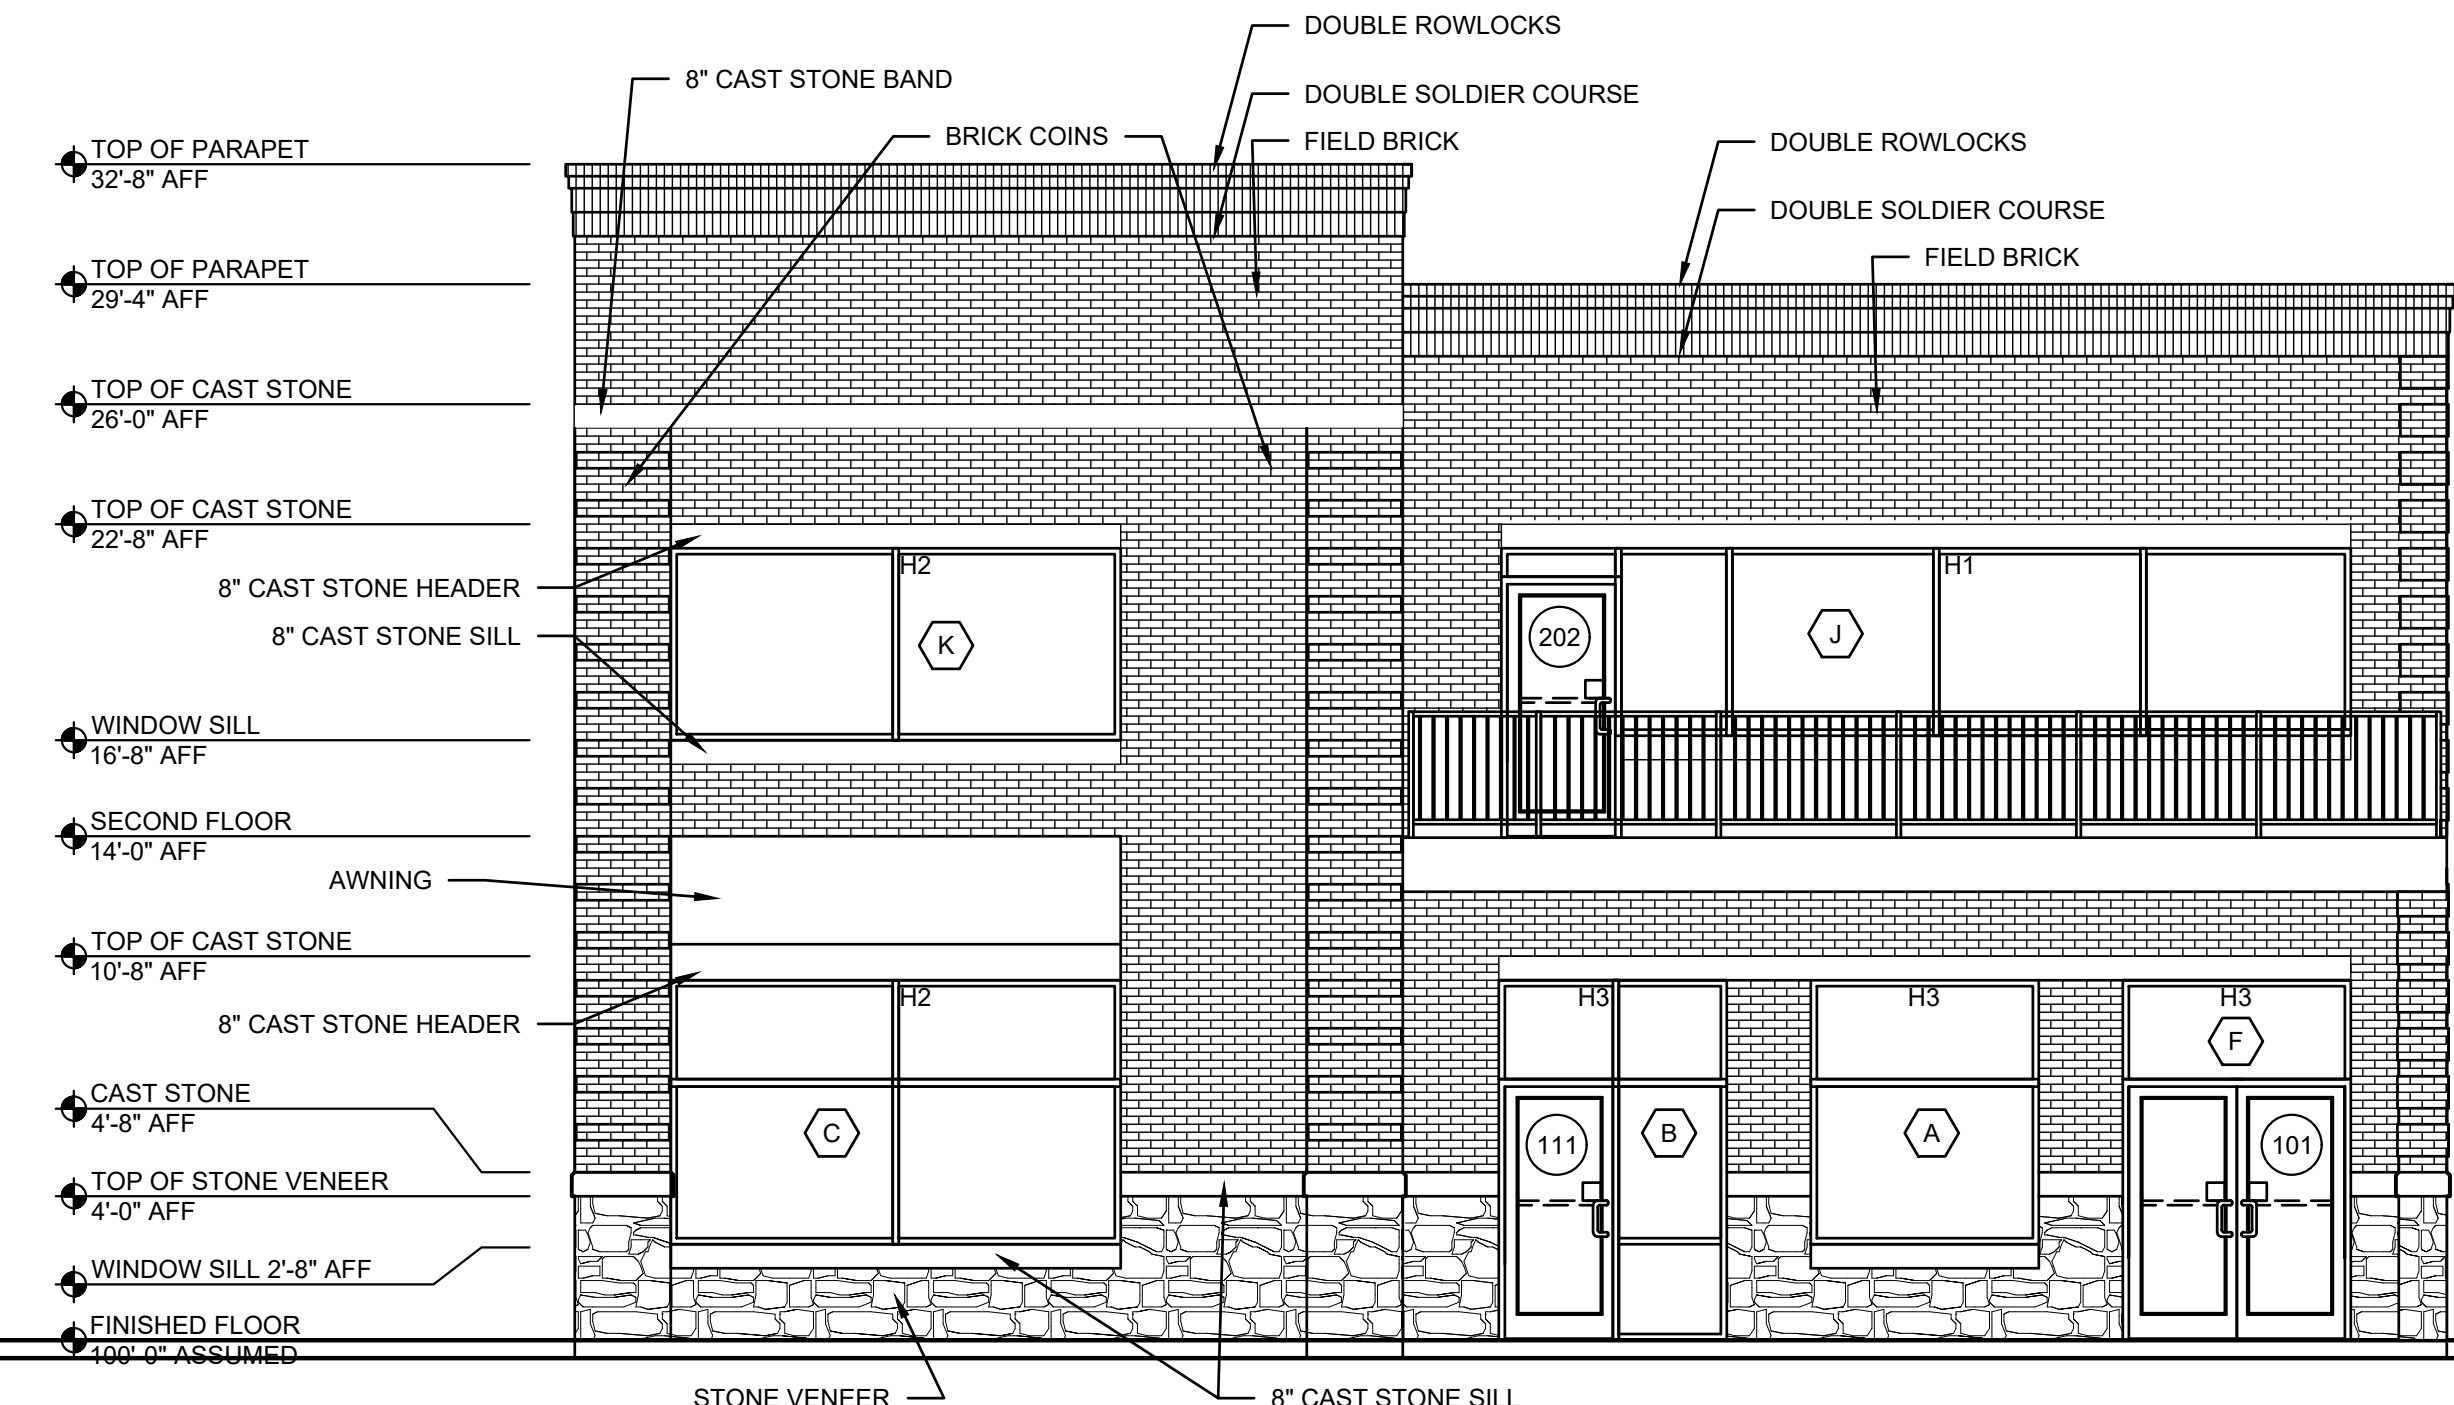 DOUBLE ROWLOCKS
8" CAST STONE BAND
DOUBLE SOLDIER COURSE
BRICK COINS
FIELD BRICK
DOUBLE ROWLOCKS
TOP OF PARAPET
32'-8" AFF
DOUBLE SOLDIER COURSE
FIELD BRICK
TOP OF PARAPET
29'-4" AFF
TOP OF CAST STONE
26'-0" AFF
TOP OF CAST STONE
22'-8" AFF
H2
H1
8" CAST STONE HEADER
8" CAST STONE SILL
K
202
J
WINDOW SILL
16'-8" AFF
SECOND FLOOR
14'-0" AFF
AWNING
TOP OF CAST STONE
10'-8" AFF
H2
H3
H3
H3
8" CAST STONE HEADER
F
CAST STONE
4'-8" AFF
C
111
B
A
101
TOP OF STONE VENEER
4'-0" AFF
WINDOW SILL 2'-8" AFF
FINISHED FLOOR
100'-0" ASSUMED
STONE VENEER
8" CAST STONE SILL